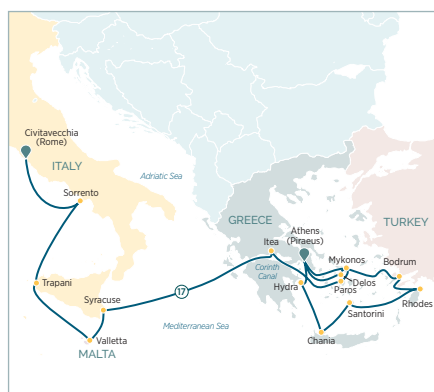 Civitavecchia
(Rome)
ITALY
Adriatic Sea
Sorrento
GREECE
TURKEY
Athens
(Piraeus)
Itea
Mykonos
Bodrum
Corinth
Canal
Trapani
Hydra
Delos
Paros
Syracuse
17
Rhodes
Santorini
Mediterranean Sea
Valletta
Chania
MALTA